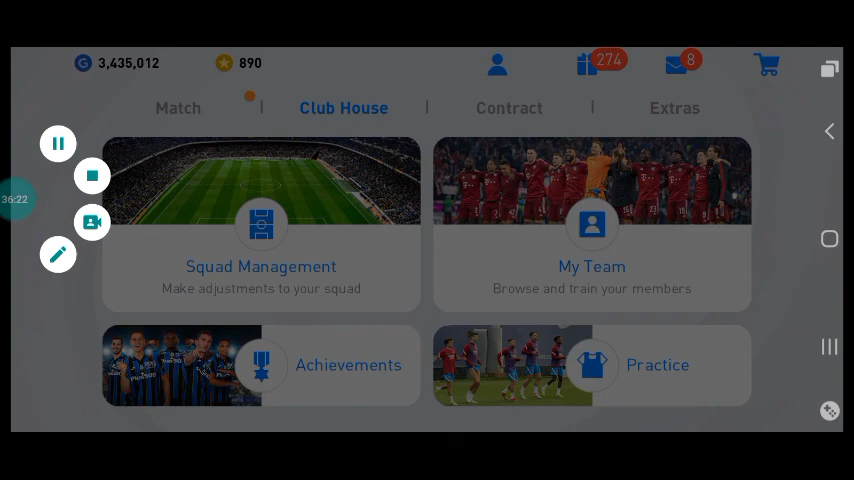 G 3,435,012 890 274 8
Match Club House Contract Extras
36:22
Squad Management
Make adjustments to your squad
My Team
Browse and train your members
Achievements
Practice